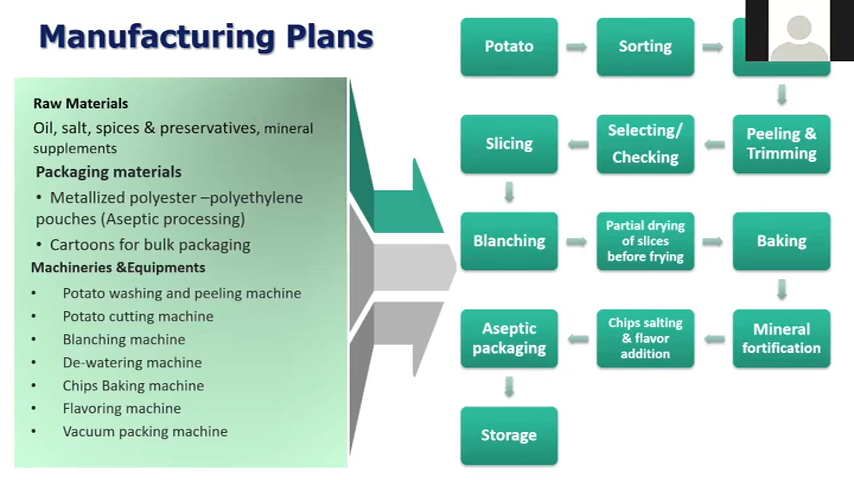 Manufacturing Plans
Raw Materials
Oil, salt, spices & preservatives, mineral
supplements
Packaging materials
• Metallized polyester –polyethylene
pouches (Aseptic processing)
• Cartoons for bulk packaging
Machineries &Equipments
• Potato washing and peeling machine
• Potato cutting machine
• Blanching machine
• De-watering machine
• Chips Baking machine
• Flavoring machine
• Vacuum packing machine
Potato
Sorting
Peeling &
Trimming
Selecting/
Checking
Slicing
Blanching
Partial drying
of slices
before frying
Baking
Mineral
fortification
Chips salting
& flavor
addition
Aseptic
packaging
Storage